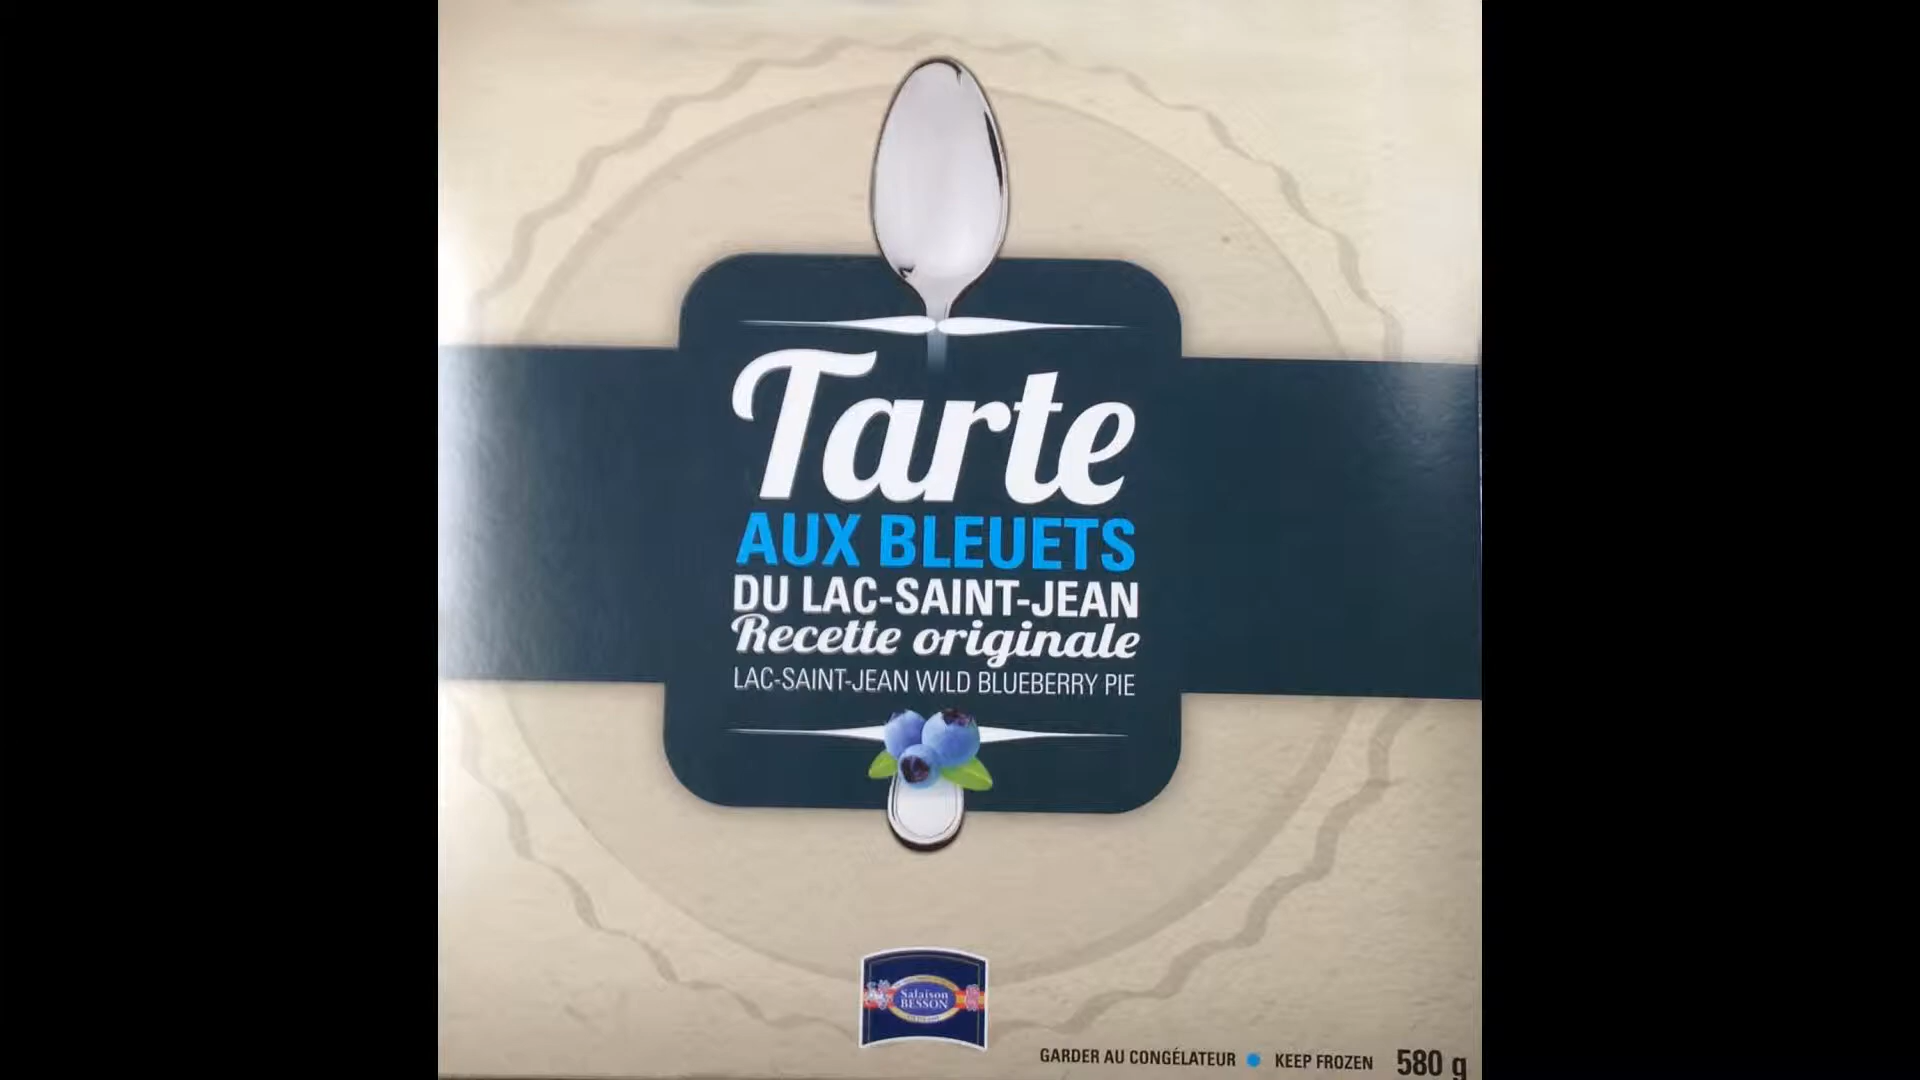 Tarte
AUX BLEUETS
DU LAC-SAINT-JEAN
Recette originale
LAC-SAINT-JEAN WILD BLUEBERRY PIE
Salaison
BESSON
GARDER AU CONGÉLATEUR • KEEP FROZEN 580 g